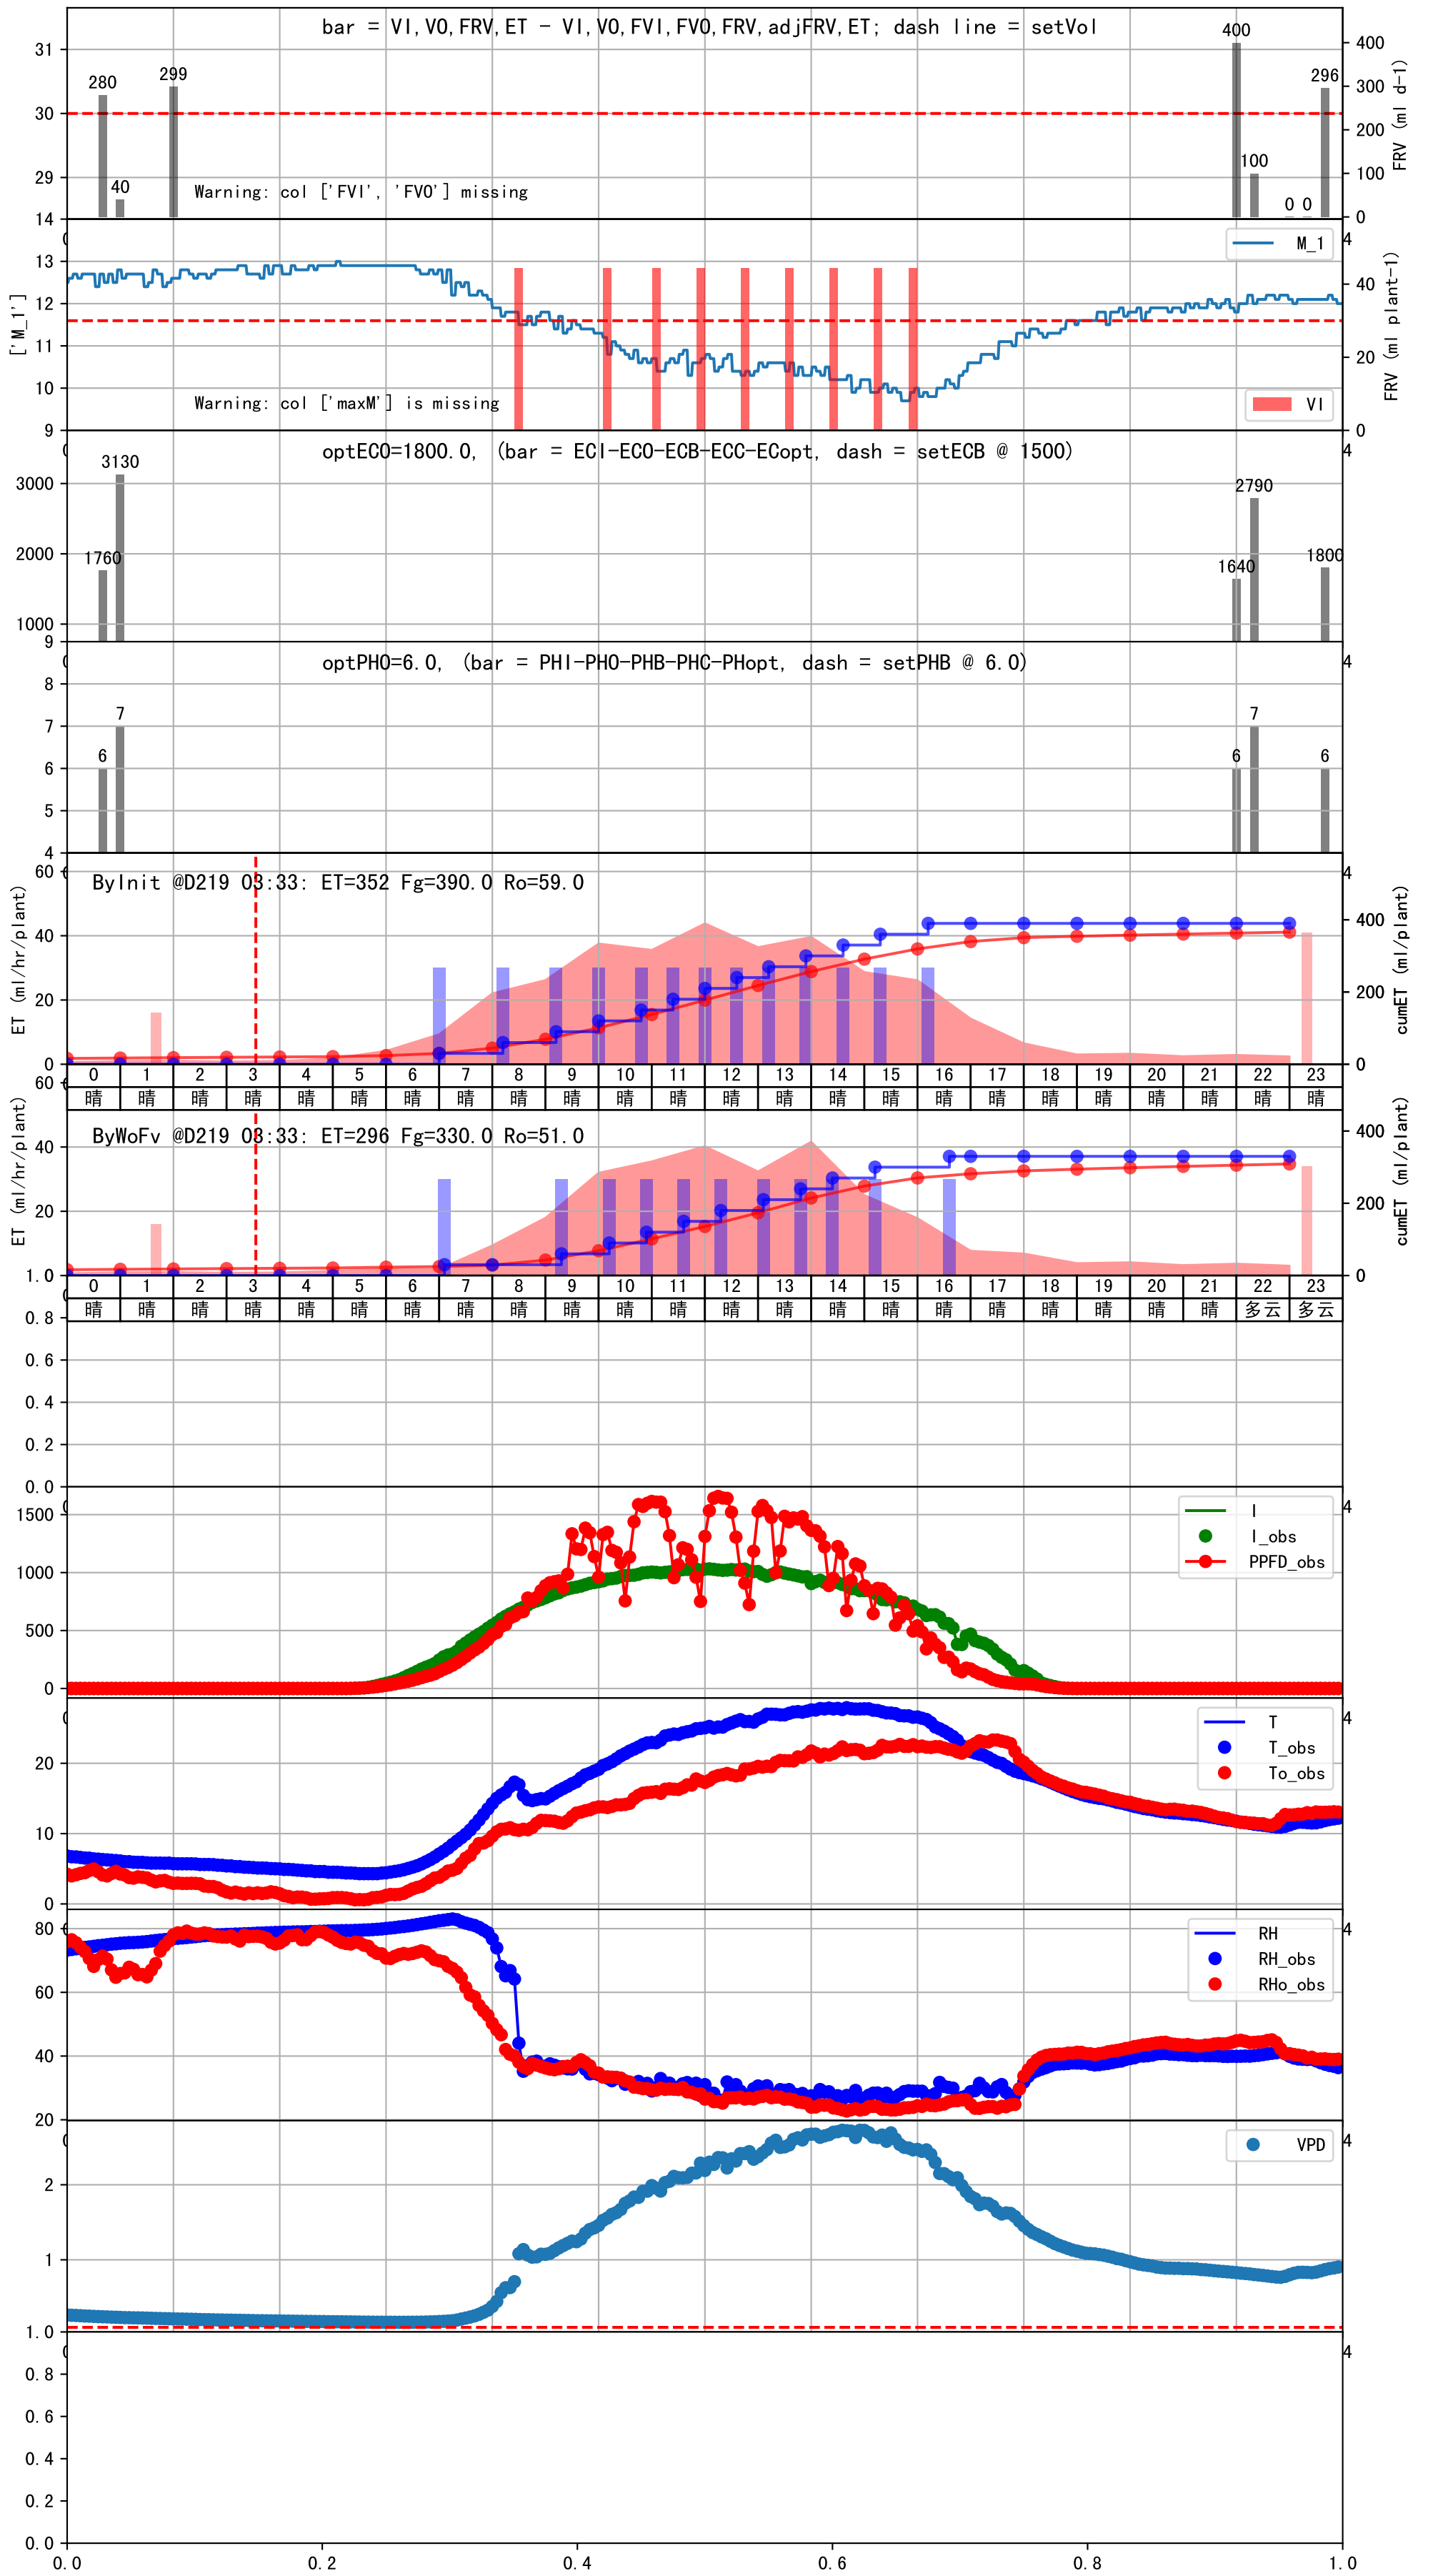 bar = VI,VO,FRV,ET - VI,VO,FVI,FVO,FRV,adjFRV,ET; dash line = setVol
31
30
29
14
280
40
299
400
100
0
0
296
400
300
200
100
0
FRV (ml d-1)
Warning: col ['FVI', 'FVO'] missing
4
M_1
13
12
11
10
9
['M_1']
40
20
0
FRV (ml plant-1)
Warning: col ['maxM'] is missing
VI
4
optECO=1800.0, (bar = ECI-ECO-ECB-ECC-ECopt, dash = setECB @ 1500)
3000
2000
1000
1760
3130
1640
2790
1800
9
4
optPHO=6.0, (bar = PHI-PHO-PHB-PHC-PHopt, dash = setPHB @ 6.0)
8
7
6
5
4
6
7
6
7
6
4
ByInit @D219 03:33: ET=352 Fg=390.0 Ro=59.0
60
40
20
0
ET (ml/hr/plant)
400
200
0
cumET (ml/plant)
0 1 2 3 4 5 6 7 8 9 10 11 12 13 14 15 16 17 18 19 20 21 22 23
晴 晴 晴 晴 晴 晴 晴 晴 晴 晴 晴 晴 晴 晴 晴 晴 晴 晴 晴 晴 晴 晴 晴 晴
60
ByWoFv @D219 03:33: ET=296 Fg=330.0 Ro=51.0
40
20
1.0
ET (ml/hr/plant)
400
200
0
cumET (ml/plant)
0 1 2 3 4 5 6 7 8 9 10 11 12 13 14 15 16 17 18 19 20 21 22 23
晴 晴 晴 晴 晴 晴 晴 晴 晴 晴 晴 晴 晴 晴 晴 晴 晴 晴 晴 晴 晴 晴 多云 多云
0.8
0.6
0.4
0.2
0.0
4
1500
1000
500
0
I
I_obs
PPFD_obs
4
20
10
0
T
T_obs
To_obs
4
80
60
40
20
RH
RH_obs
RHo_obs
4
2
1
VPD
1.0
4
0.8
0.6
0.4
0.2
0.0
0.0 0.2 0.4 0.6 0.8 1.0